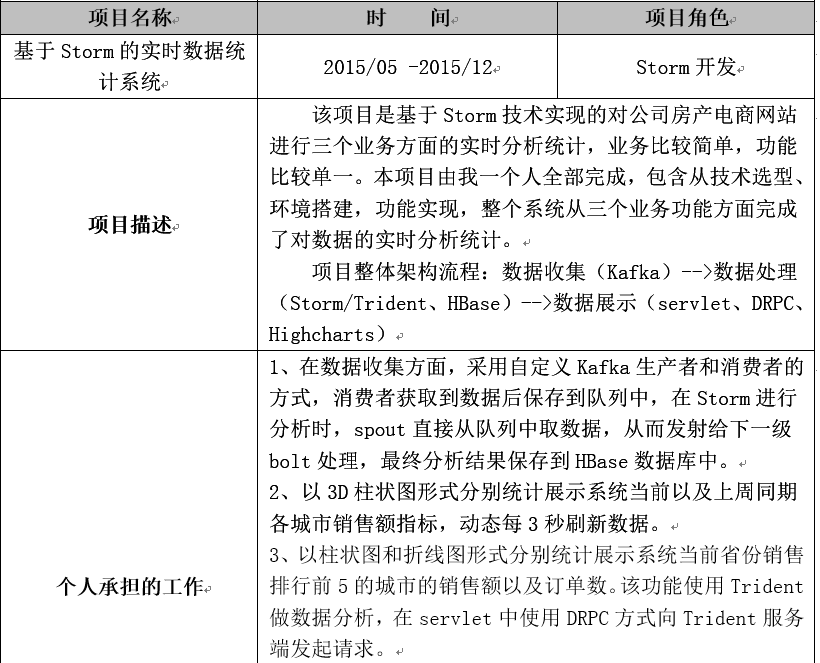 项目名称 时 间 项目角色
基于 Storm 的实时数据统
计系统
2015/05 -2015/12
Storm 开发
项目描述
该项目是基于 Storm 技术实现的对公司房产电商网站
进行三个业务方面的实时分析统计，业务比较简单，功能
比较单一。本项目由我一个人全部完成，包含从技术选型、
环境搭建，功能实现，整个系统从三个业务功能方面完成
了对数据的实时分析统计。
项目整体架构流程：数据收集（Kafka）-->数据处理
（Storm/Trident、HBase）-->数据展示（servlet、DRPC、
Highcharts）
个人承担的工作
1、在数据收集方面，采用自定义 Kafka 生产者和消费者的
方式，消费者获取到数据后保存到队列中，在 Storm 进行
分析时，spout 直接从队列中取数据，从而发射给下一级
bolt 处理，最终分析结果保存到 HBase 数据库中。
2、以 3D 柱状图形式分别统计展示系统当前以及上周同期
各城市销售额指标，动态每 3 秒刷新数据。
3、以柱状图和折线图形式分别统计展示系统当前省份销售
排行前 5 的城市的销售额以及订单数。该功能使用 Trident
做数据分析，在 servlet 中使用 DRPC 方式向 Trident 服务
端发起请求。